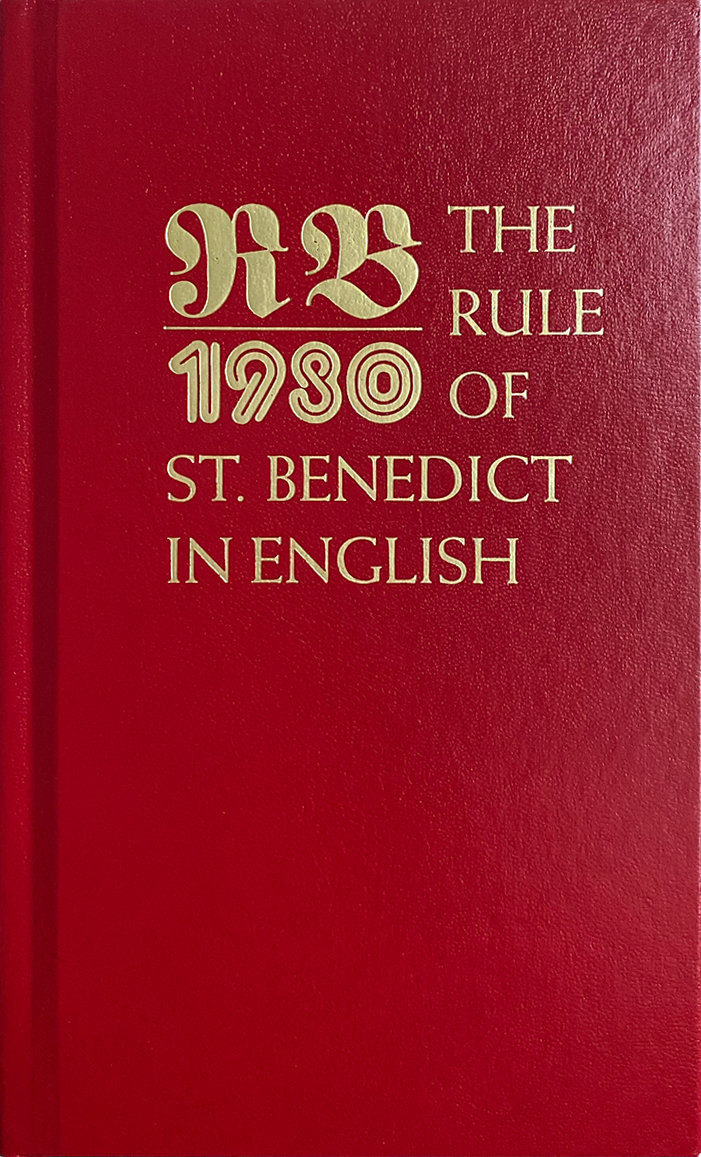 RB
1980
THE
RULE
OF
ST. BENEDICT
IN ENGLISH